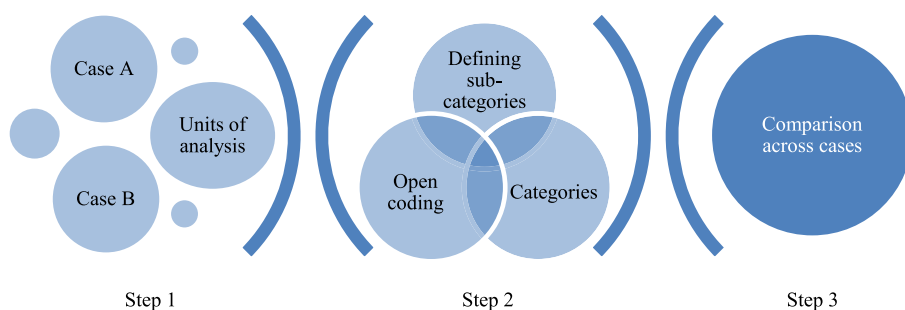 Case A
Units of
analysis
Case B
Defining
sub-
categories
Open
coding
Categories
Comparison
across cases
Step 1
Step 2
Step 3